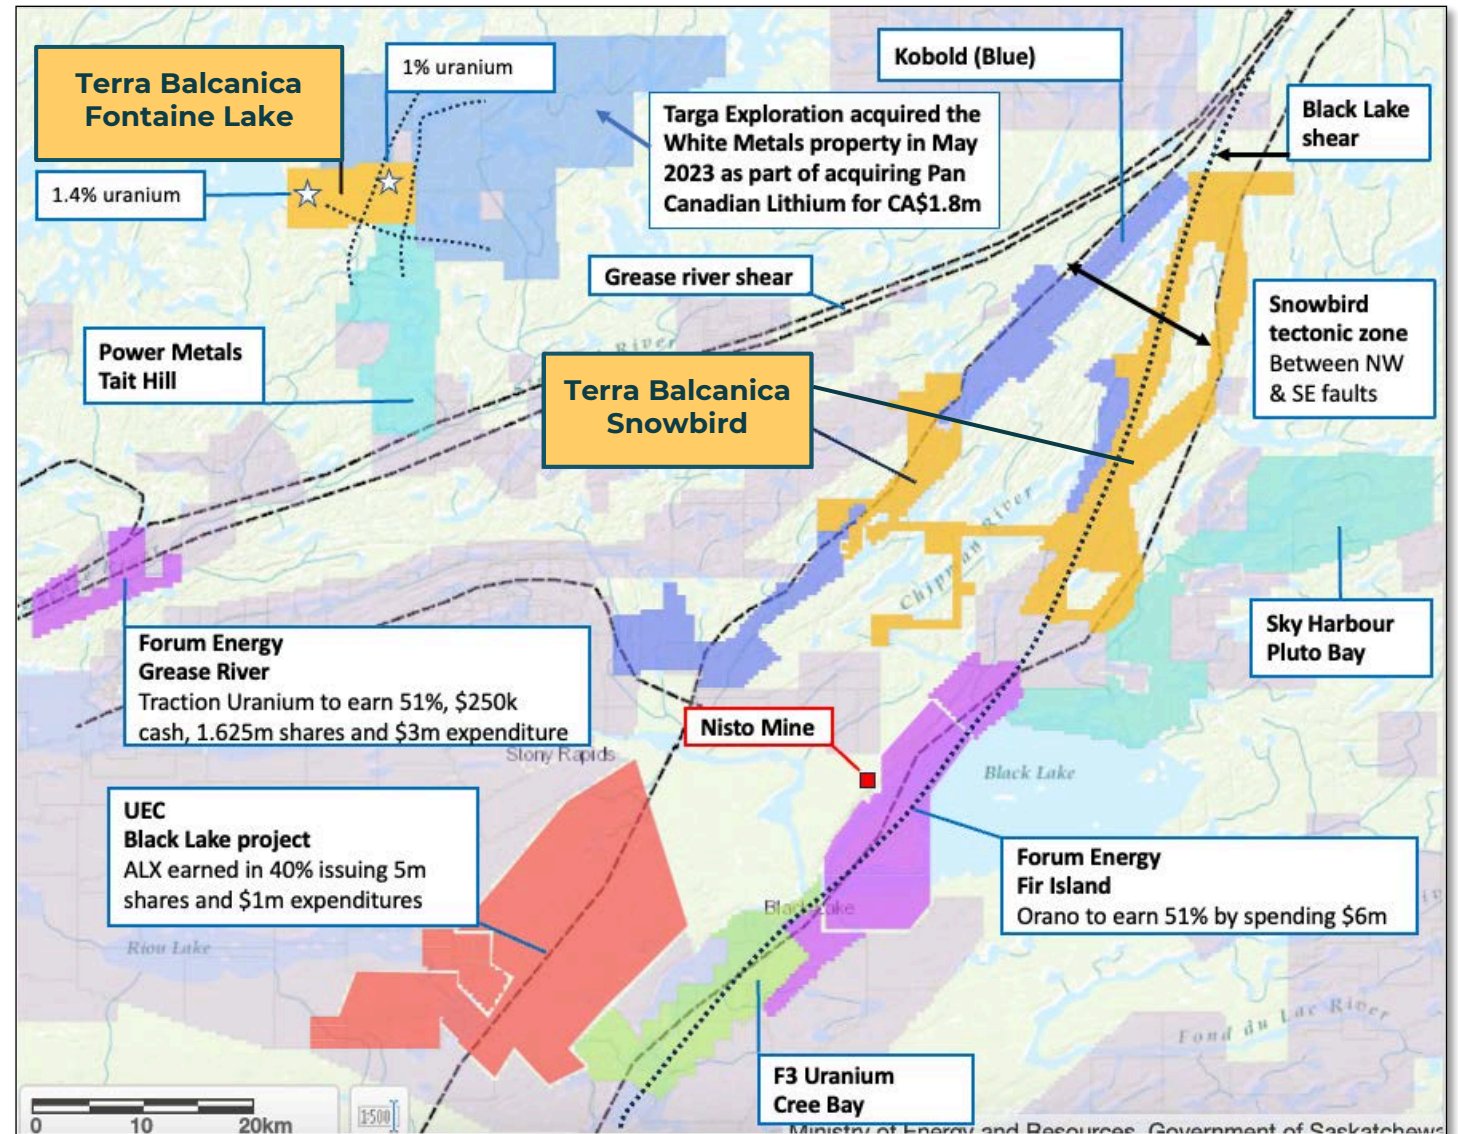 Terra Balcanica
Fontaine Lake
1% uranium
Kobold (Blue)
Targa Exploration acquired the
White Metals property in May
2023 as part of acquiring Pan
Canadian Lithium for CA$1.8m
Black Lake
shear
1.4% uranium
Grease river shear
Snowbird
tectonic zone
Between NW
& SE faults
Power Metals
Tait Hill
River
Terra Balcanica
Snowbird
Chipman River
Forum Energy
Grease River
Traction Uranium to earn 51%, $250k
cash, 1.625m shares and $3m expenditure
Sky Harbour
Pluto Bay
Nisto Mine
Stony Rapids
Black Lake
UEC
Black Lake project
ALX earned in 40% issuing 5m
shares and $1m expenditures
Forum Energy
Fir Island
Orano to earn 51% by spending $6m
Black Lake
Riou Lake
Fond du Lac River
F3 Uranium
Cree Bay
0 10 20km
1:500
Ministry of Energy and Resources, Government of Saskatchewa